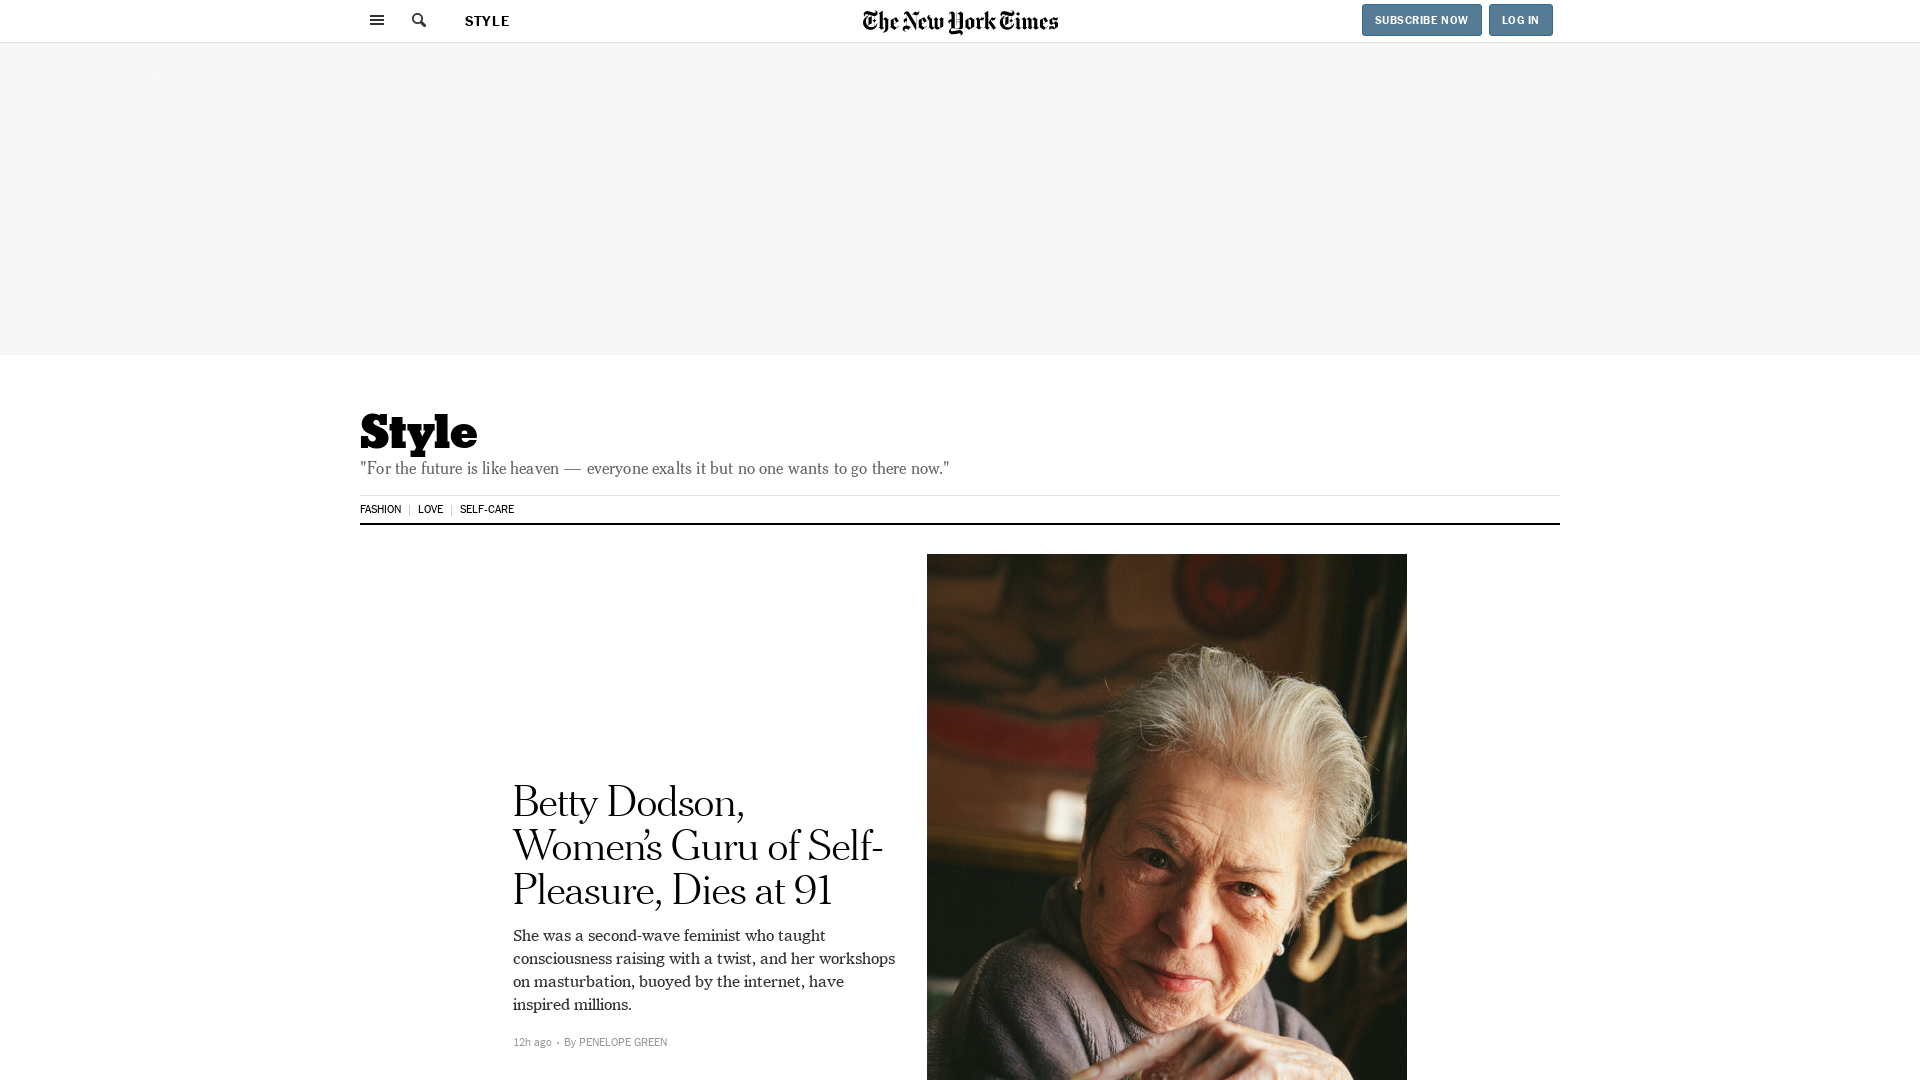 STYLE
The New York Times
SUBSCRIBE NOW
LOG IN
Style
"For the future is like heaven — everyone exalts it but no one wants to go there now."
FASHION
LOVE
SELF-CARE
Betty Dodson,
Women’s Guru of Self-
Pleasure, Dies at 91
She was a second-wave feminist who taught
consciousness raising with a twist, and her workshops
on masturbation, buoyed by the internet, have
inspired millions.
12h ago • By PENELOPE GREEN